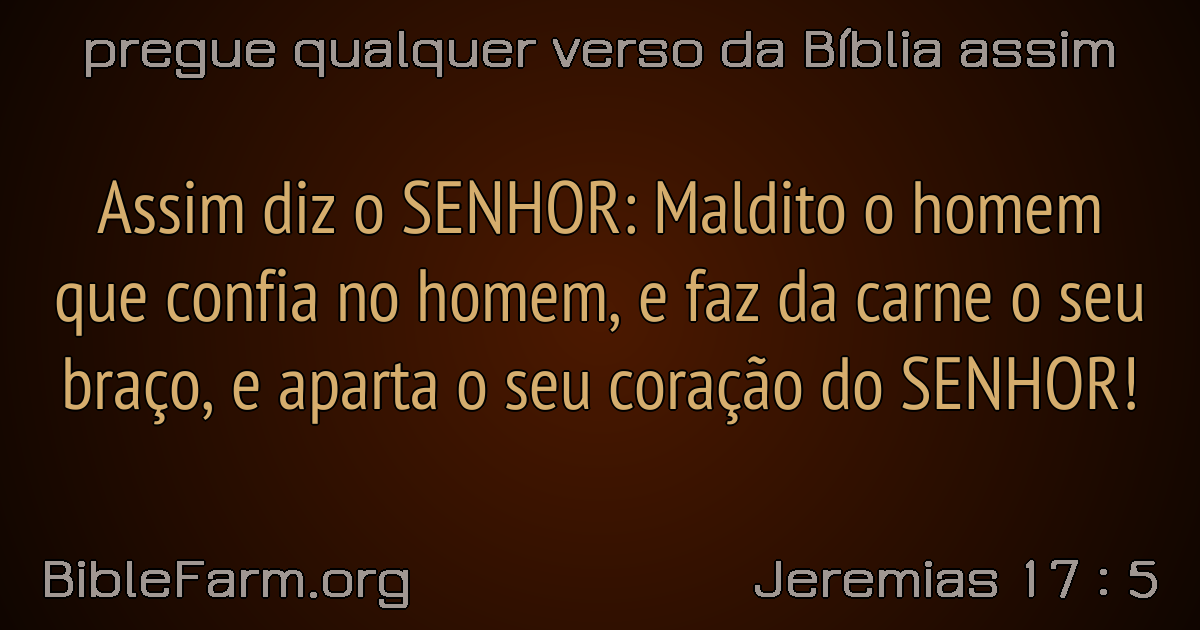 pregue qualquer verso da Bíblia assim
Assim diz o SENHOR: Maldito o homem
que confia no homem, e faz da carne o seu
braço, e aparta o seu coração do SENHOR!
BibleFarm.org
Jeremias 17 : 5